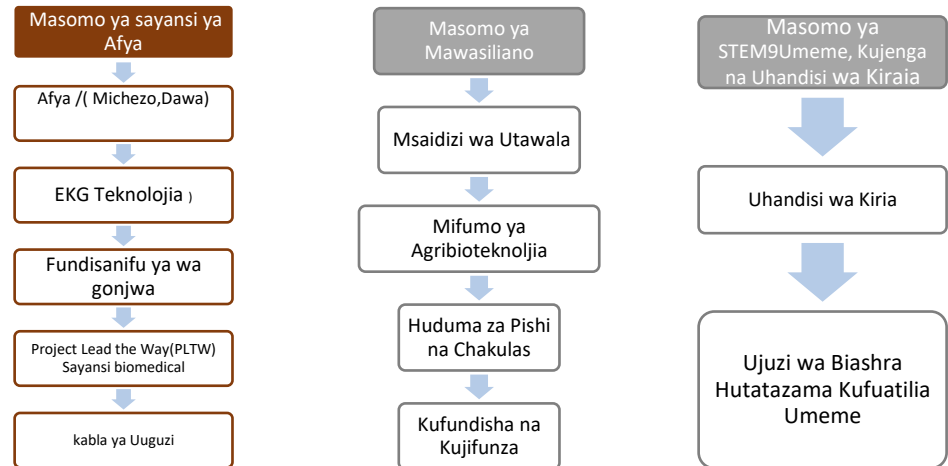 Masomo ya sayansi ya
Afya
Afya /( Michezo,Dawa)
EKG Teknolojia )
Fundisanifu ya wa
gonjwa
Project Lead the Way(PLTW)
Sayansi biomedical
kabla ya Uuguzi
Masomo ya
Mawasiliano
Msaidizi wa Utawala
Mifumo ya
Agribioteknoljia
Huduma za Pishi
na Chakulas
Kufundisha na
Kujifunza
Masomo ya
STEM9Umeme, Kujenga
na Uhandisi wa Kiraia
Uhandisi wa Kiria
Ujuzi wa Biashra
Hutatazama Kufuatilia
Umeme